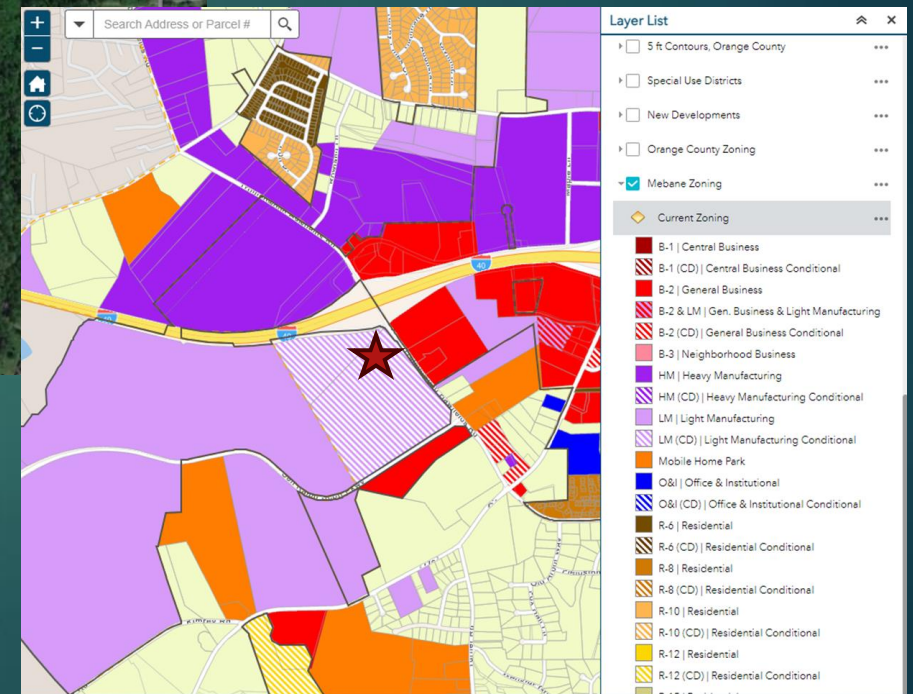 +
Search Address or Parcel #
−
40
40
Layer List
5 ft Contours, Orange County
Special Use Districts
New Developments
Orange County Zoning
Mebane Zoning
Current Zoning
B-1 | Central Business
B-1 (CD) | Central Business Conditional
B-2 | General Business
B-2 & LM | Gen. Business & Light Manufacturing
B-2 (CD) | General Business Conditional
B-3 | Neighborhood Business
HM | Heavy Manufacturing
HM (CD) | Heavy Manufacturing Conditional
LM | Light Manufacturing
LM (CD) | Light Manufacturing Conditional
Mobile Home Park
O&I | Office & Institutional
O&I (CD) | Office & Institutional Conditional
R-6 | Residential
R-6 (CD) | Residential Conditional
R-8 | Residential
R-8 (CD) | Residential Conditional
R-10 | Residential
R-10 (CD) | Residential Conditional
R-12 | Residential
R-12 (CD) | Residential Conditional